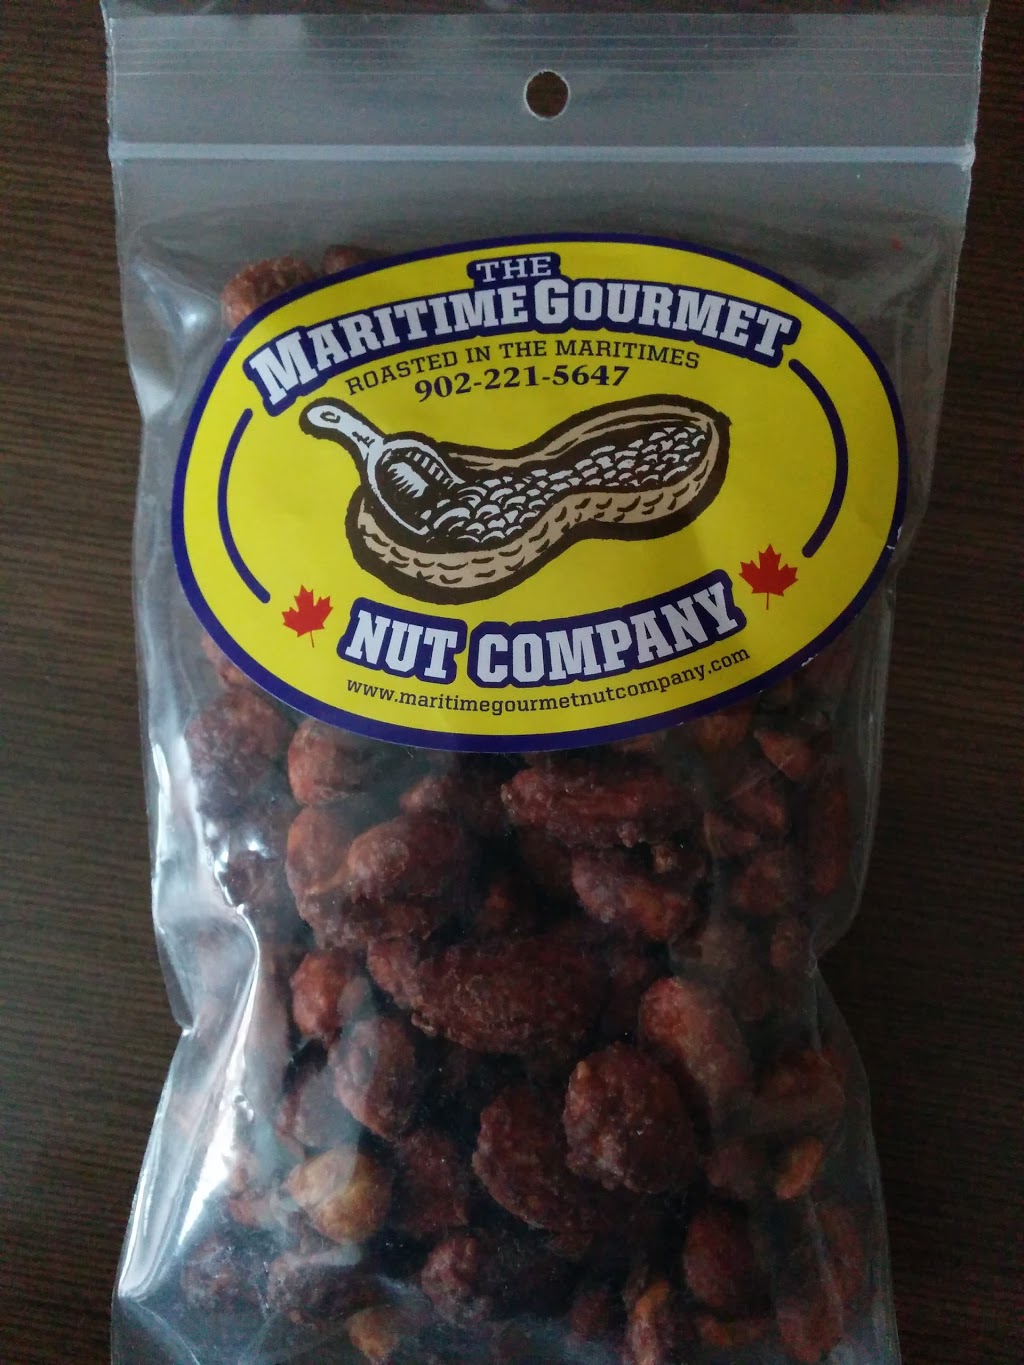 THE
MARITIME GOURMET
ROASTED IN THE MARITIMES
902-221-5647
NUT COMPANY
www.maritimegourmetnutcompany.com